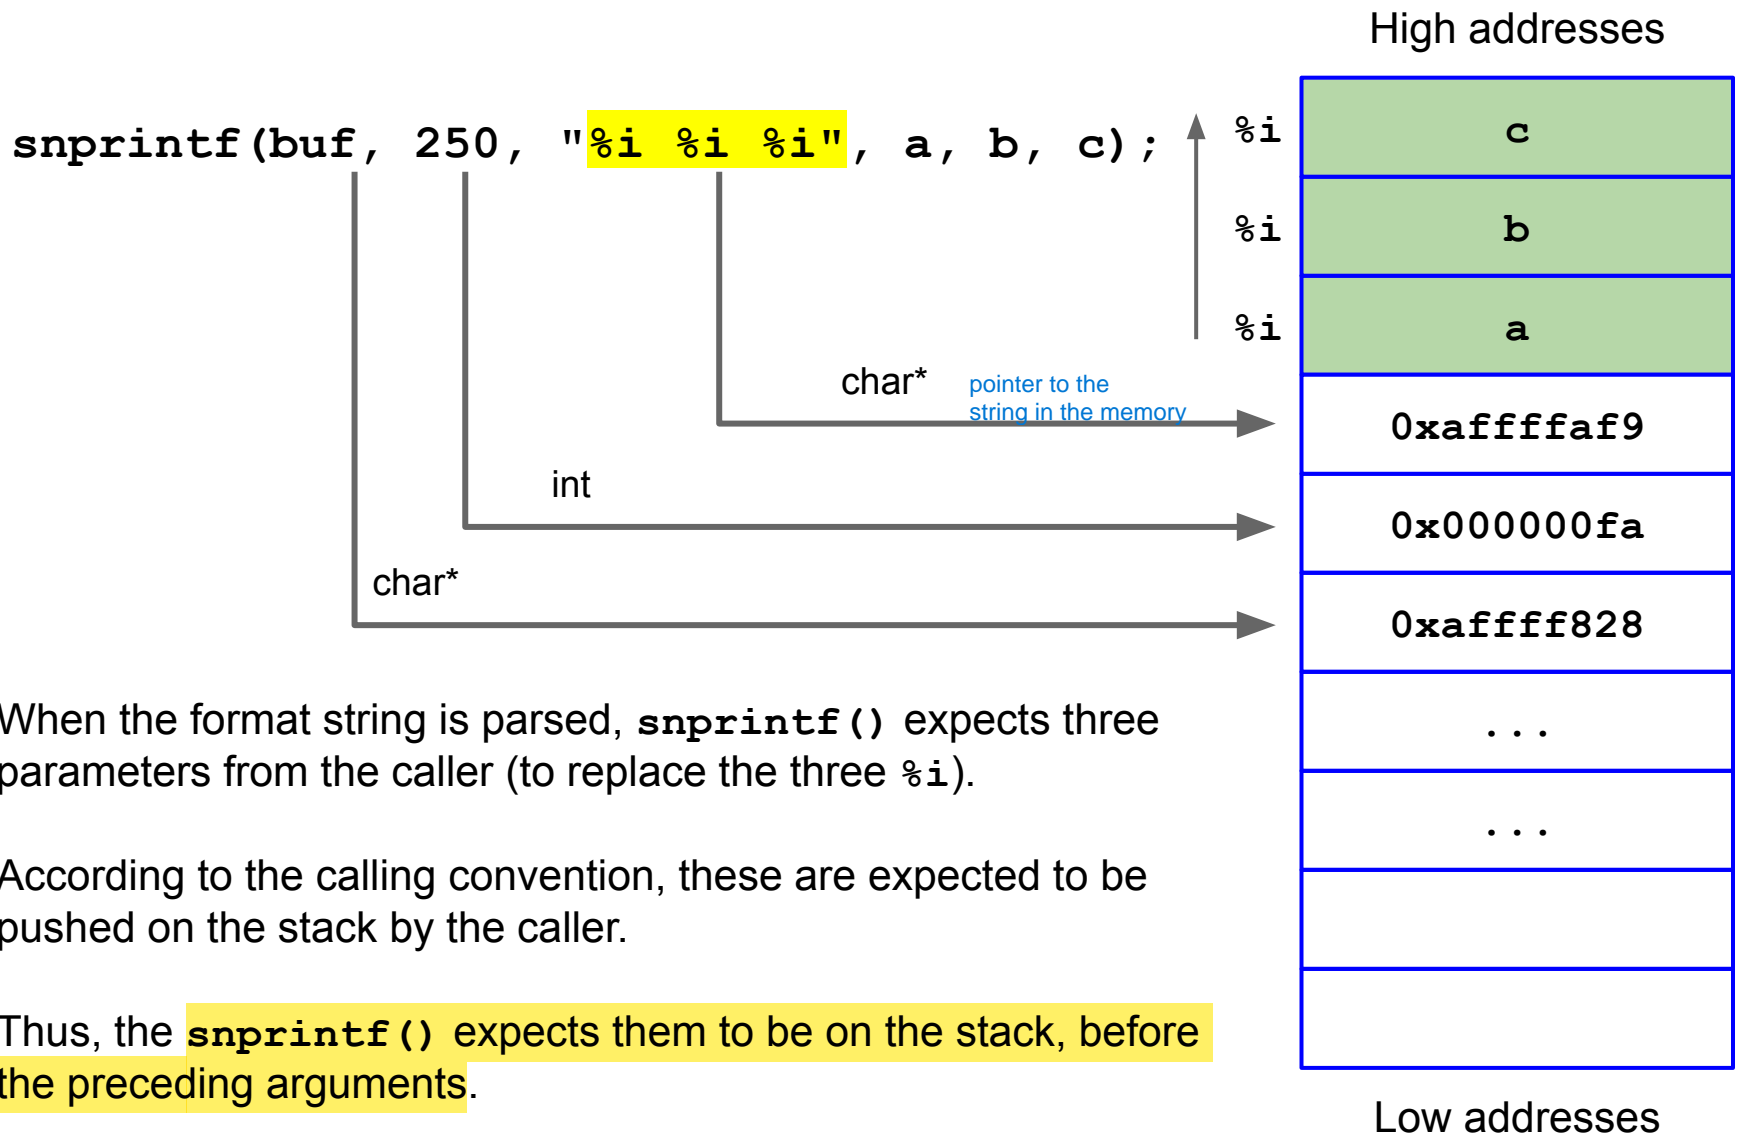 High addresses
snprintf(buf, 250, "%i %i %i", a, b, c);
%i
c
%i
b
%i
a
char*
pointer to the
string in the memory
0xaffffaf9
int
0x000000fa
char*
0xaffff828
When the format string is parsed, snprintf() expects three
parameters from the caller (to replace the three %i).
...
...
According to the calling convention, these are expected to be
pushed on the stack by the caller.
Thus, the snprintf() expects them to be on the stack, before
the preceding arguments.
Low addresses